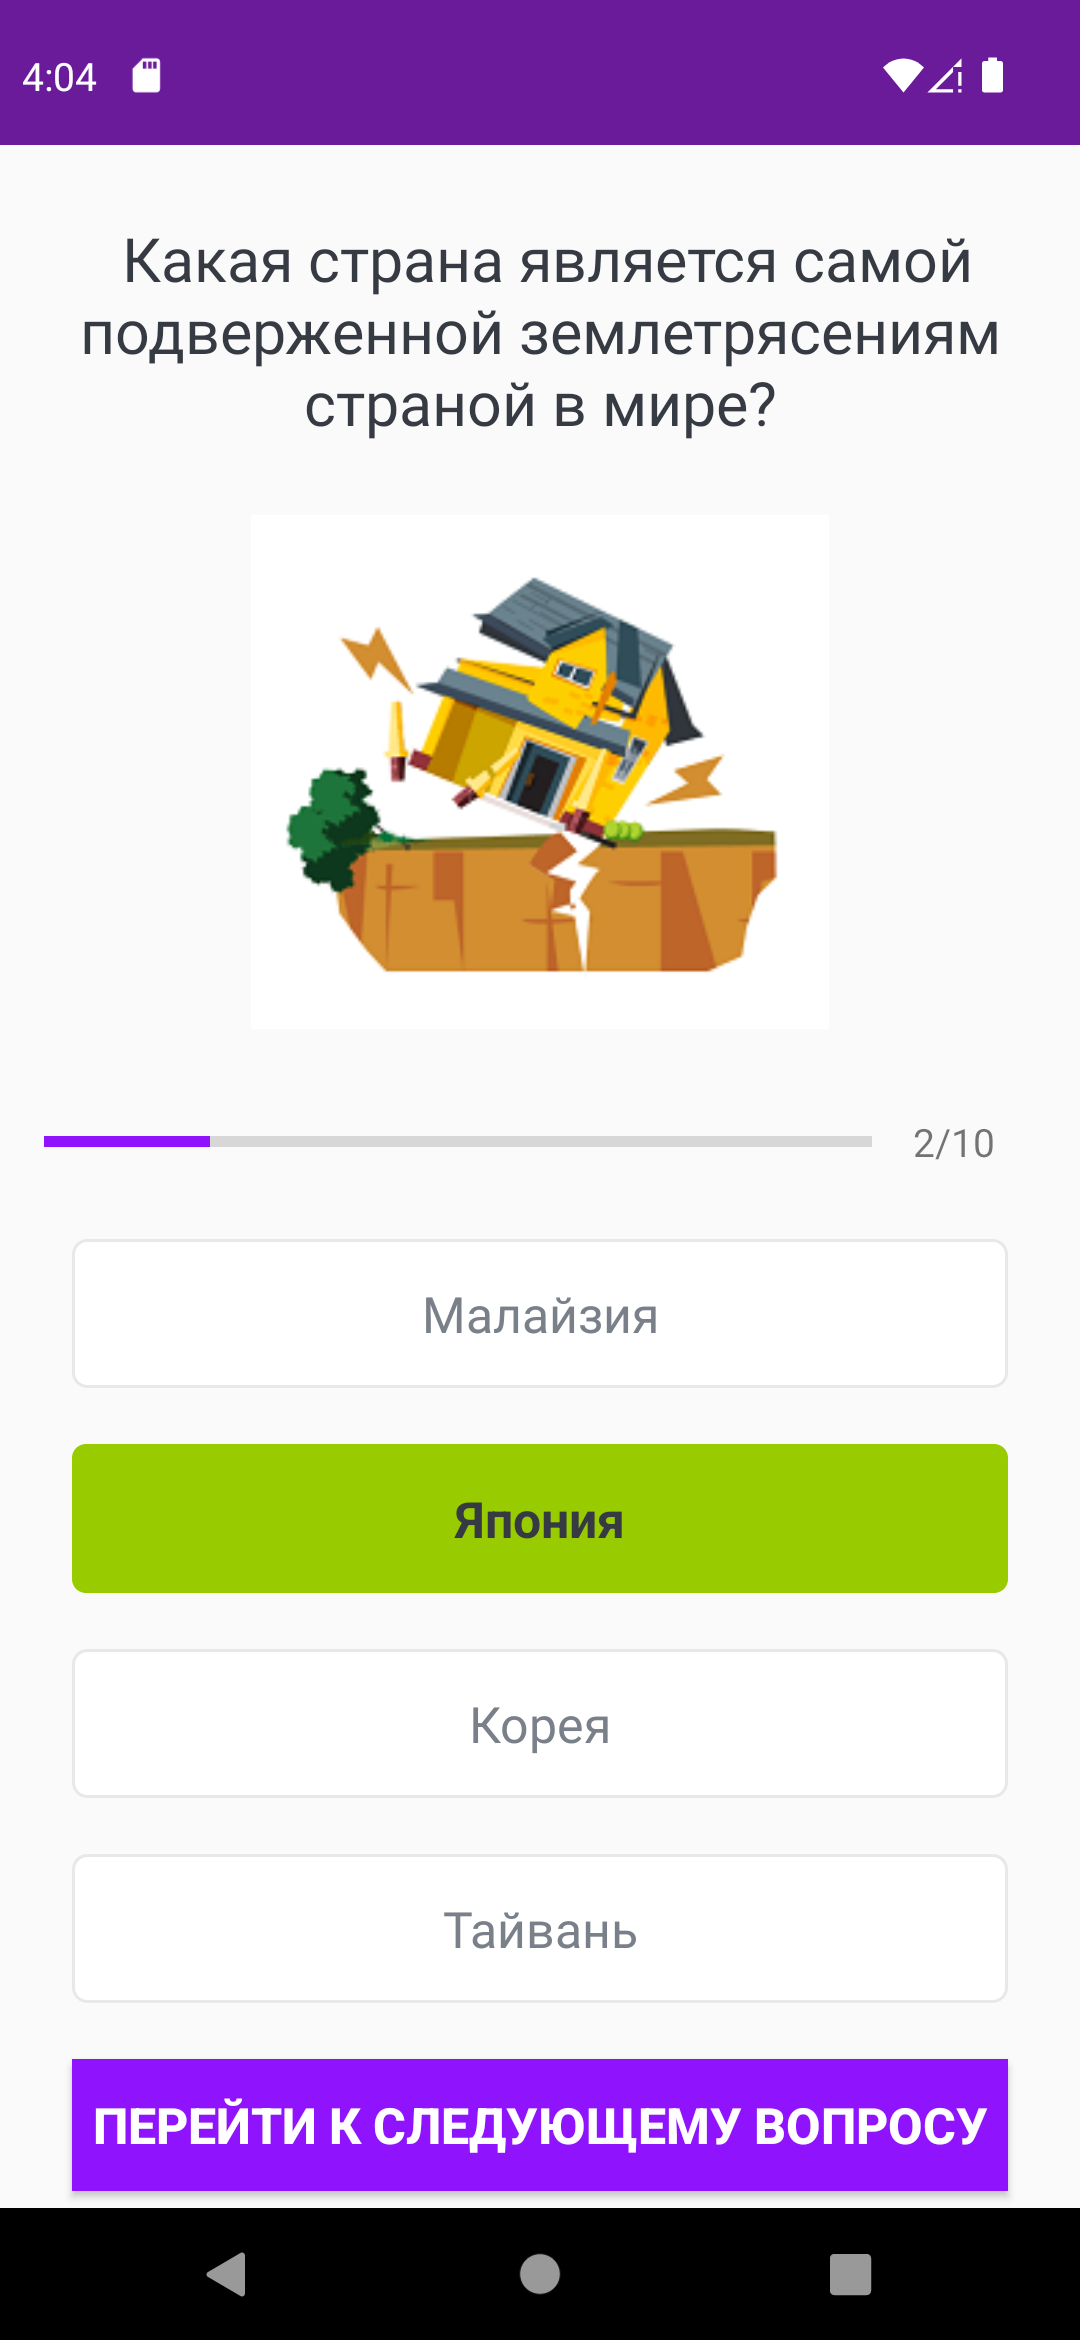 4:04
Какая страна является самой
подверженной землетрясениям
страной в мире?
2/10
Малайзия
Япония
Корея
Тайвань
ПЕРЕЙТИ К СЛЕДУЮЩЕМУ ВОПРОСУ